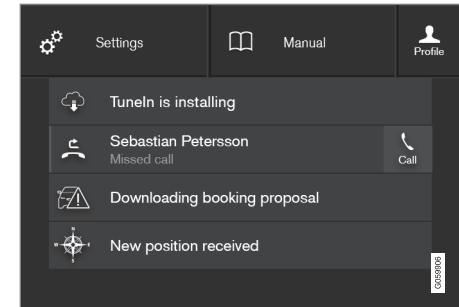 Settings
Manual
Profile
TuneIn is installing
Sebastian Petersson
Missed call
Call
Downloading booking proposal
N
W
E
S
New position received
G059906